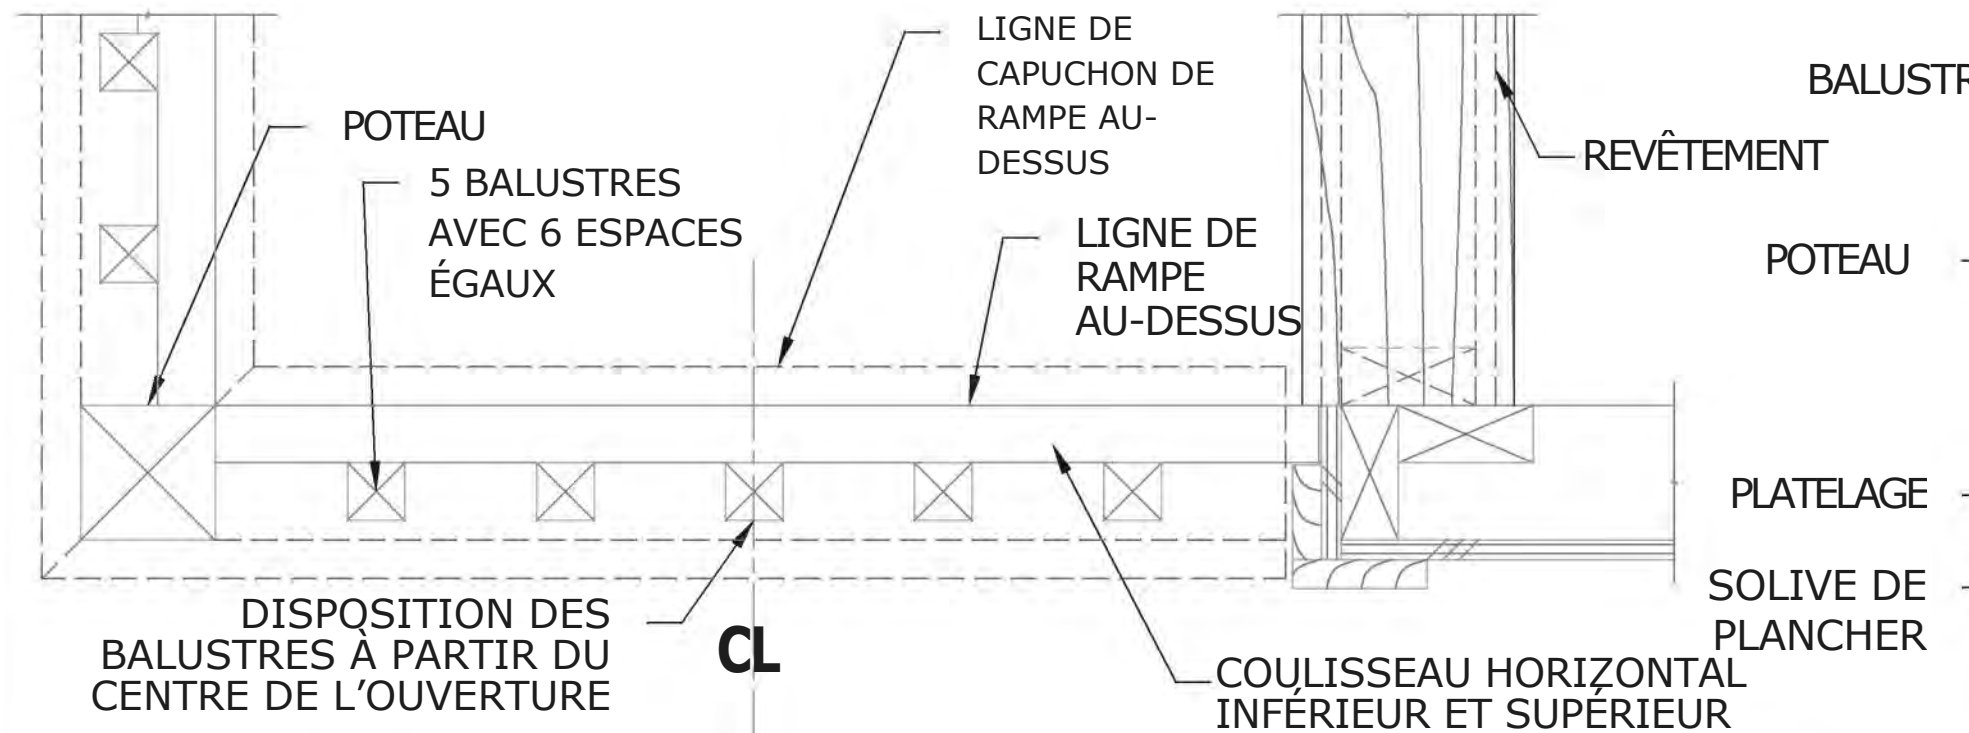 LIGNE DE
CAPUCHON DE
RAMPE AU-
DESSUS
POTEAU
5 BALUSTRES
AVEC 6 ESPACES
ÉGAUX
LIGNE DE
RAMPE
AU-DESSUS
REVÊTEMENT
BALUSTR
POTEAU
PLATELAGE
SOLIVE DE
PLANCHER
DISPOSITION DES
BALUSTRES À PARTIR DU
CENTRE DE L’OUVERTURE
CL
COULISSEAU HORIZONTAL
INFÉRIEUR ET SUPÉRIEUR